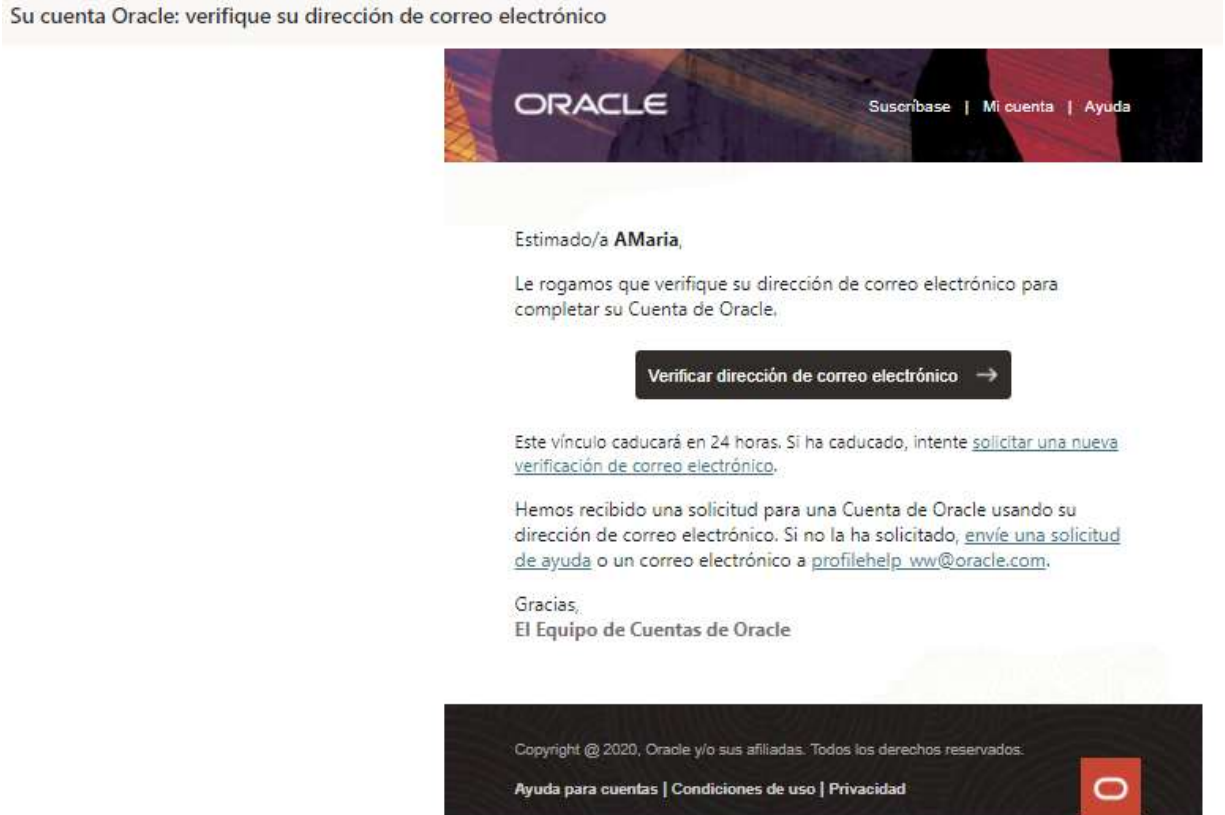 Su cuenta Oracle: verifique su dirección de correo electrónico
ORACLE
Suscríbase | Mi cuenta | Ayuda
Estimado/a AMaria,
Le rogamos que verifique su dirección de correo electrónico para
completar su Cuenta de Oracle.
Verificar dirección de correo electrónico →
Este vínculo caducará en 24 horas. Si ha caducado, intente solicitar una nueva
verificación de correo electrónico.
Hemos recibido una solicitud para una Cuenta de Oracle usando su
dirección de correo electrónico. Si no la ha solicitado, envíe una solicitud
de ayuda o un correo electrónico a profilehelp_ww@oracle.com.
Gracias,
El Equipo de Cuentas de Oracle
Copyright @ 2020, Oracle y/o sus afiliadas. Todos los derechos reservados.
Ayuda para cuentas | Condiciones de uso | Privacidad